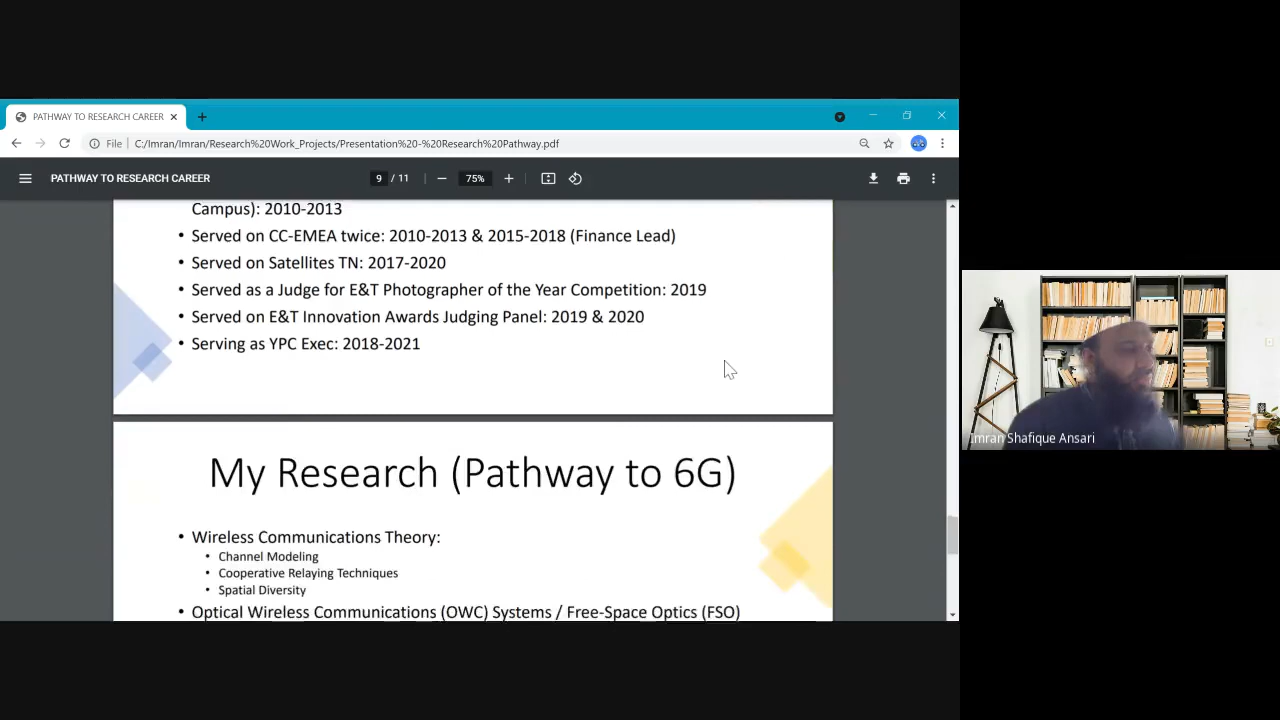 PATHWAY TO RESEARCH CAREER
File
C:/Imran/Imran/Research%20Work_Projects/Presentation%20-%20Research%20Pathway.pdf
PATHWAY TO RESEARCH CAREER
9 / 11
75%
Campus): 2010-2013
• Served on CC-EMEA twice: 2010-2013 & 2015-2018 (Finance Lead)
• Served on Satellites TN: 2017-2020
• Served as a Judge for E&T Photographer of the Year Competition: 2019
• Served on E&T Innovation Awards Judging Panel: 2019 & 2020
• Serving as YPC Exec: 2018-2021
My Research (Pathway to 6G)
• Wireless Communications Theory:
• Channel Modeling
• Cooperative Relaying Techniques
• Spatial Diversity
• Optical Wireless Communications (OWC) Systems / Free-Space Optics (FSO)
Imran Shafique Ansari